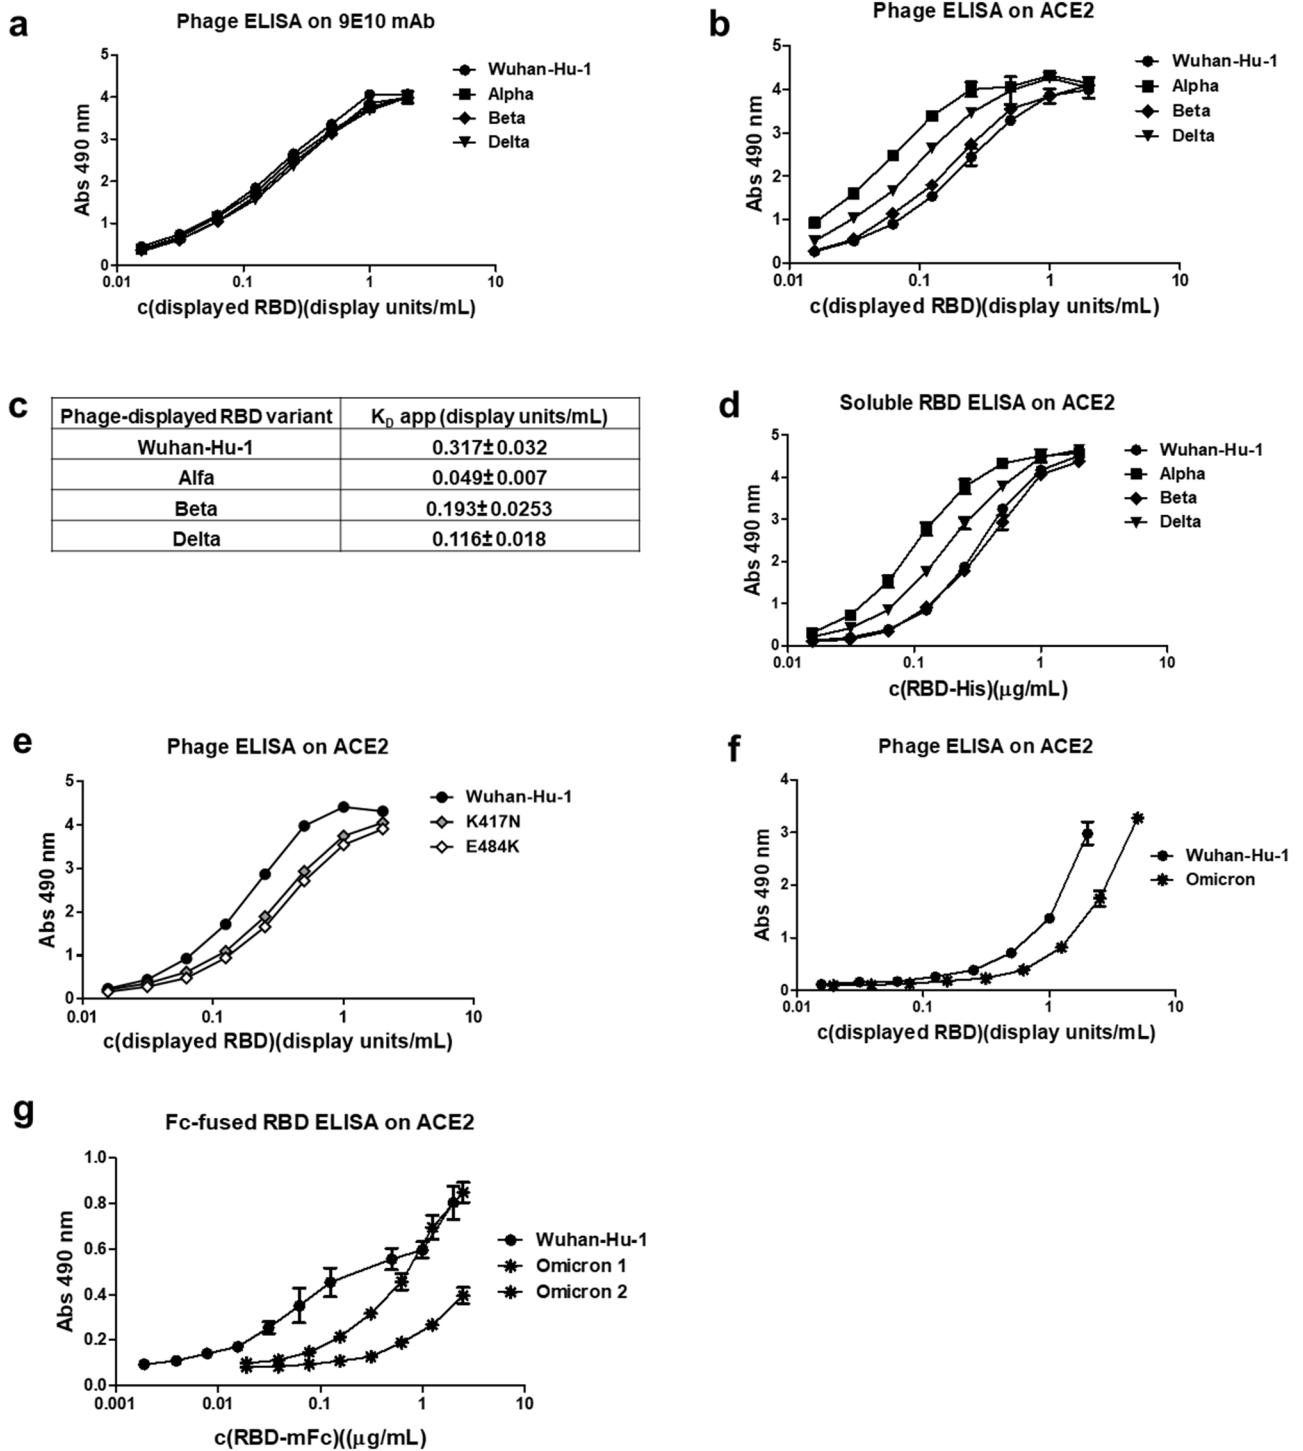 a
Phage ELISA on 9E10 mAb
5
4
3
2
1
0
Abs 490 nm
0.01
0.1
1
10
c(displayed RBD)(display units/mL)
Wuhan-Hu-1
Alpha
Beta
Delta
b
Phage ELISA on ACE2
5
4
3
2
1
0
Abs 490 nm
0.01
0.1
1
10
c(displayed RBD)(display units/mL)
Wuhan-Hu-1
Alpha
Beta
Delta
c
Phage-displayed RBD variant KD app (display units/mL)
Wuhan-Hu-1 0.317±0.032
Alfa 0.049±0.007
Beta 0.193±0.0253
Delta 0.116±0.018
d
Soluble RBD ELISA on ACE2
5
4
3
2
1
0
Abs 490 nm
0.01
0.1
1
10
c(RBD-His)(μg/mL)
Wuhan-Hu-1
Alpha
Beta
Delta
e
Phage ELISA on ACE2
5
4
3
2
1
0
Abs 490 nm
0.01
0.1
1
10
c(displayed RBD)(display units/mL)
Wuhan-Hu-1
K417N
E484K
f
Phage ELISA on ACE2
4
3
2
1
0
Abs 490 nm
0.01
0.1
1
10
c(displayed RBD)(display units/mL)
Wuhan-Hu-1
Omicron
g
Fc-fused RBD ELISA on ACE2
1.0
0.8
0.6
0.4
0.2
0.0
Abs 490 nm
0.001
0.01
0.1
1
10
c(RBD-mFc)((μg/mL)
Wuhan-Hu-1
Omicron 1
Omicron 2